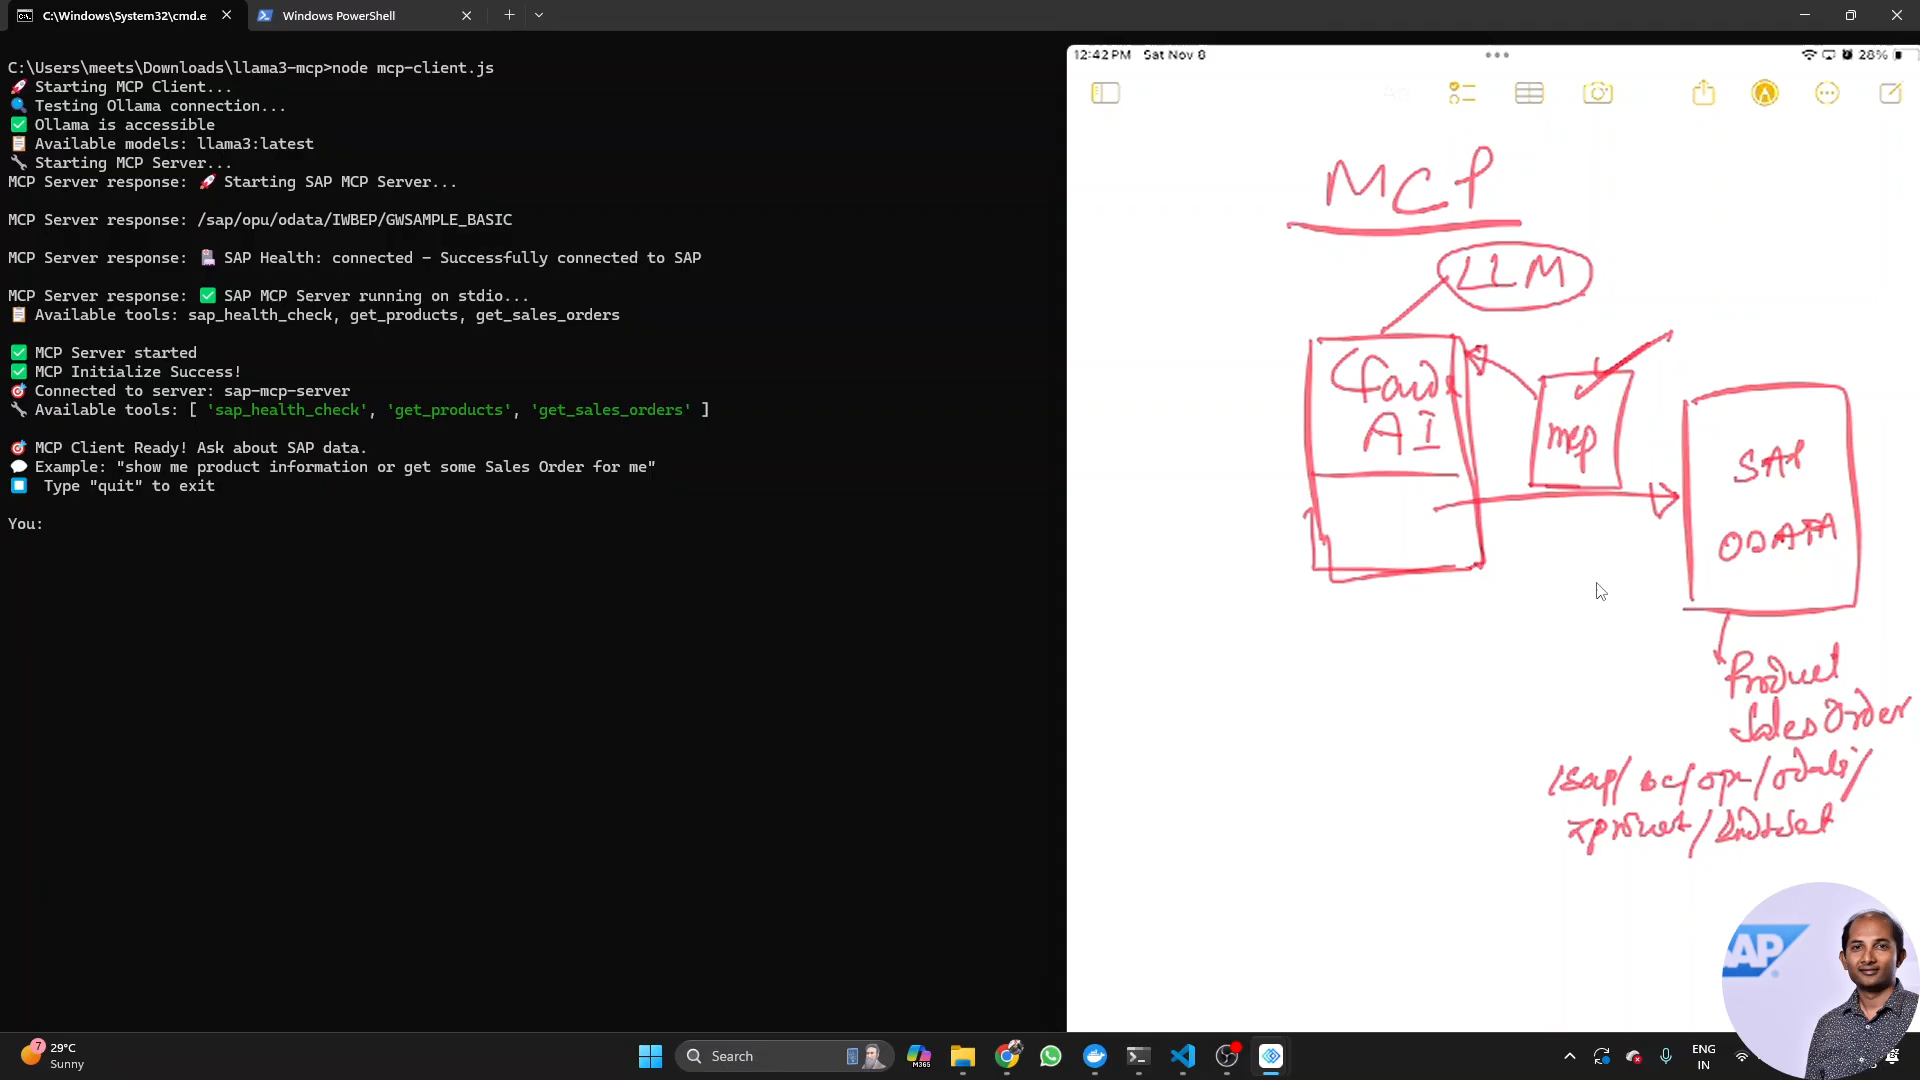 C:\Windows\System32\cmd.e
Windows PowerShell
C:\Users\meets\Downloads\llama3-mcp>node mcp-client.js
🚀 Starting MCP Client...
🔍 Testing Ollama connection...
✅ Ollama is accessible
📋 Available models: llama3:latest
🔧 Starting MCP Server...
MCP Server response: 🚀 Starting SAP MCP Server...
MCP Server response: /sap/opu/odata/IWBEP/GWSAMPLE_BASIC
MCP Server response: 🏥 SAP Health: connected - Successfully connected to SAP
MCP Server response: ✅ SAP MCP Server running on stdio...
📋 Available tools: sap_health_check, get_products, get_sales_orders
✅ MCP Server started
✅ MCP Initialize Success!
🎯 Connected to server: sap-mcp-server
🔧 Available tools: [ 'sap_health_check', 'get_products', 'get_sales_orders' ]
🎯 MCP Client Ready! Ask about SAP data.
💬 Example: "show me product information or get some Sales Order for me"
⏹ Type "quit" to exit
You:
12:42 PM Sat Nov 8
28%
MCP
LLM
AI
mcp
SAP
ODATA
Product
Sales Order
/sap/
SAP
7
29°C
Sunny
Search
M365
ENG
IN